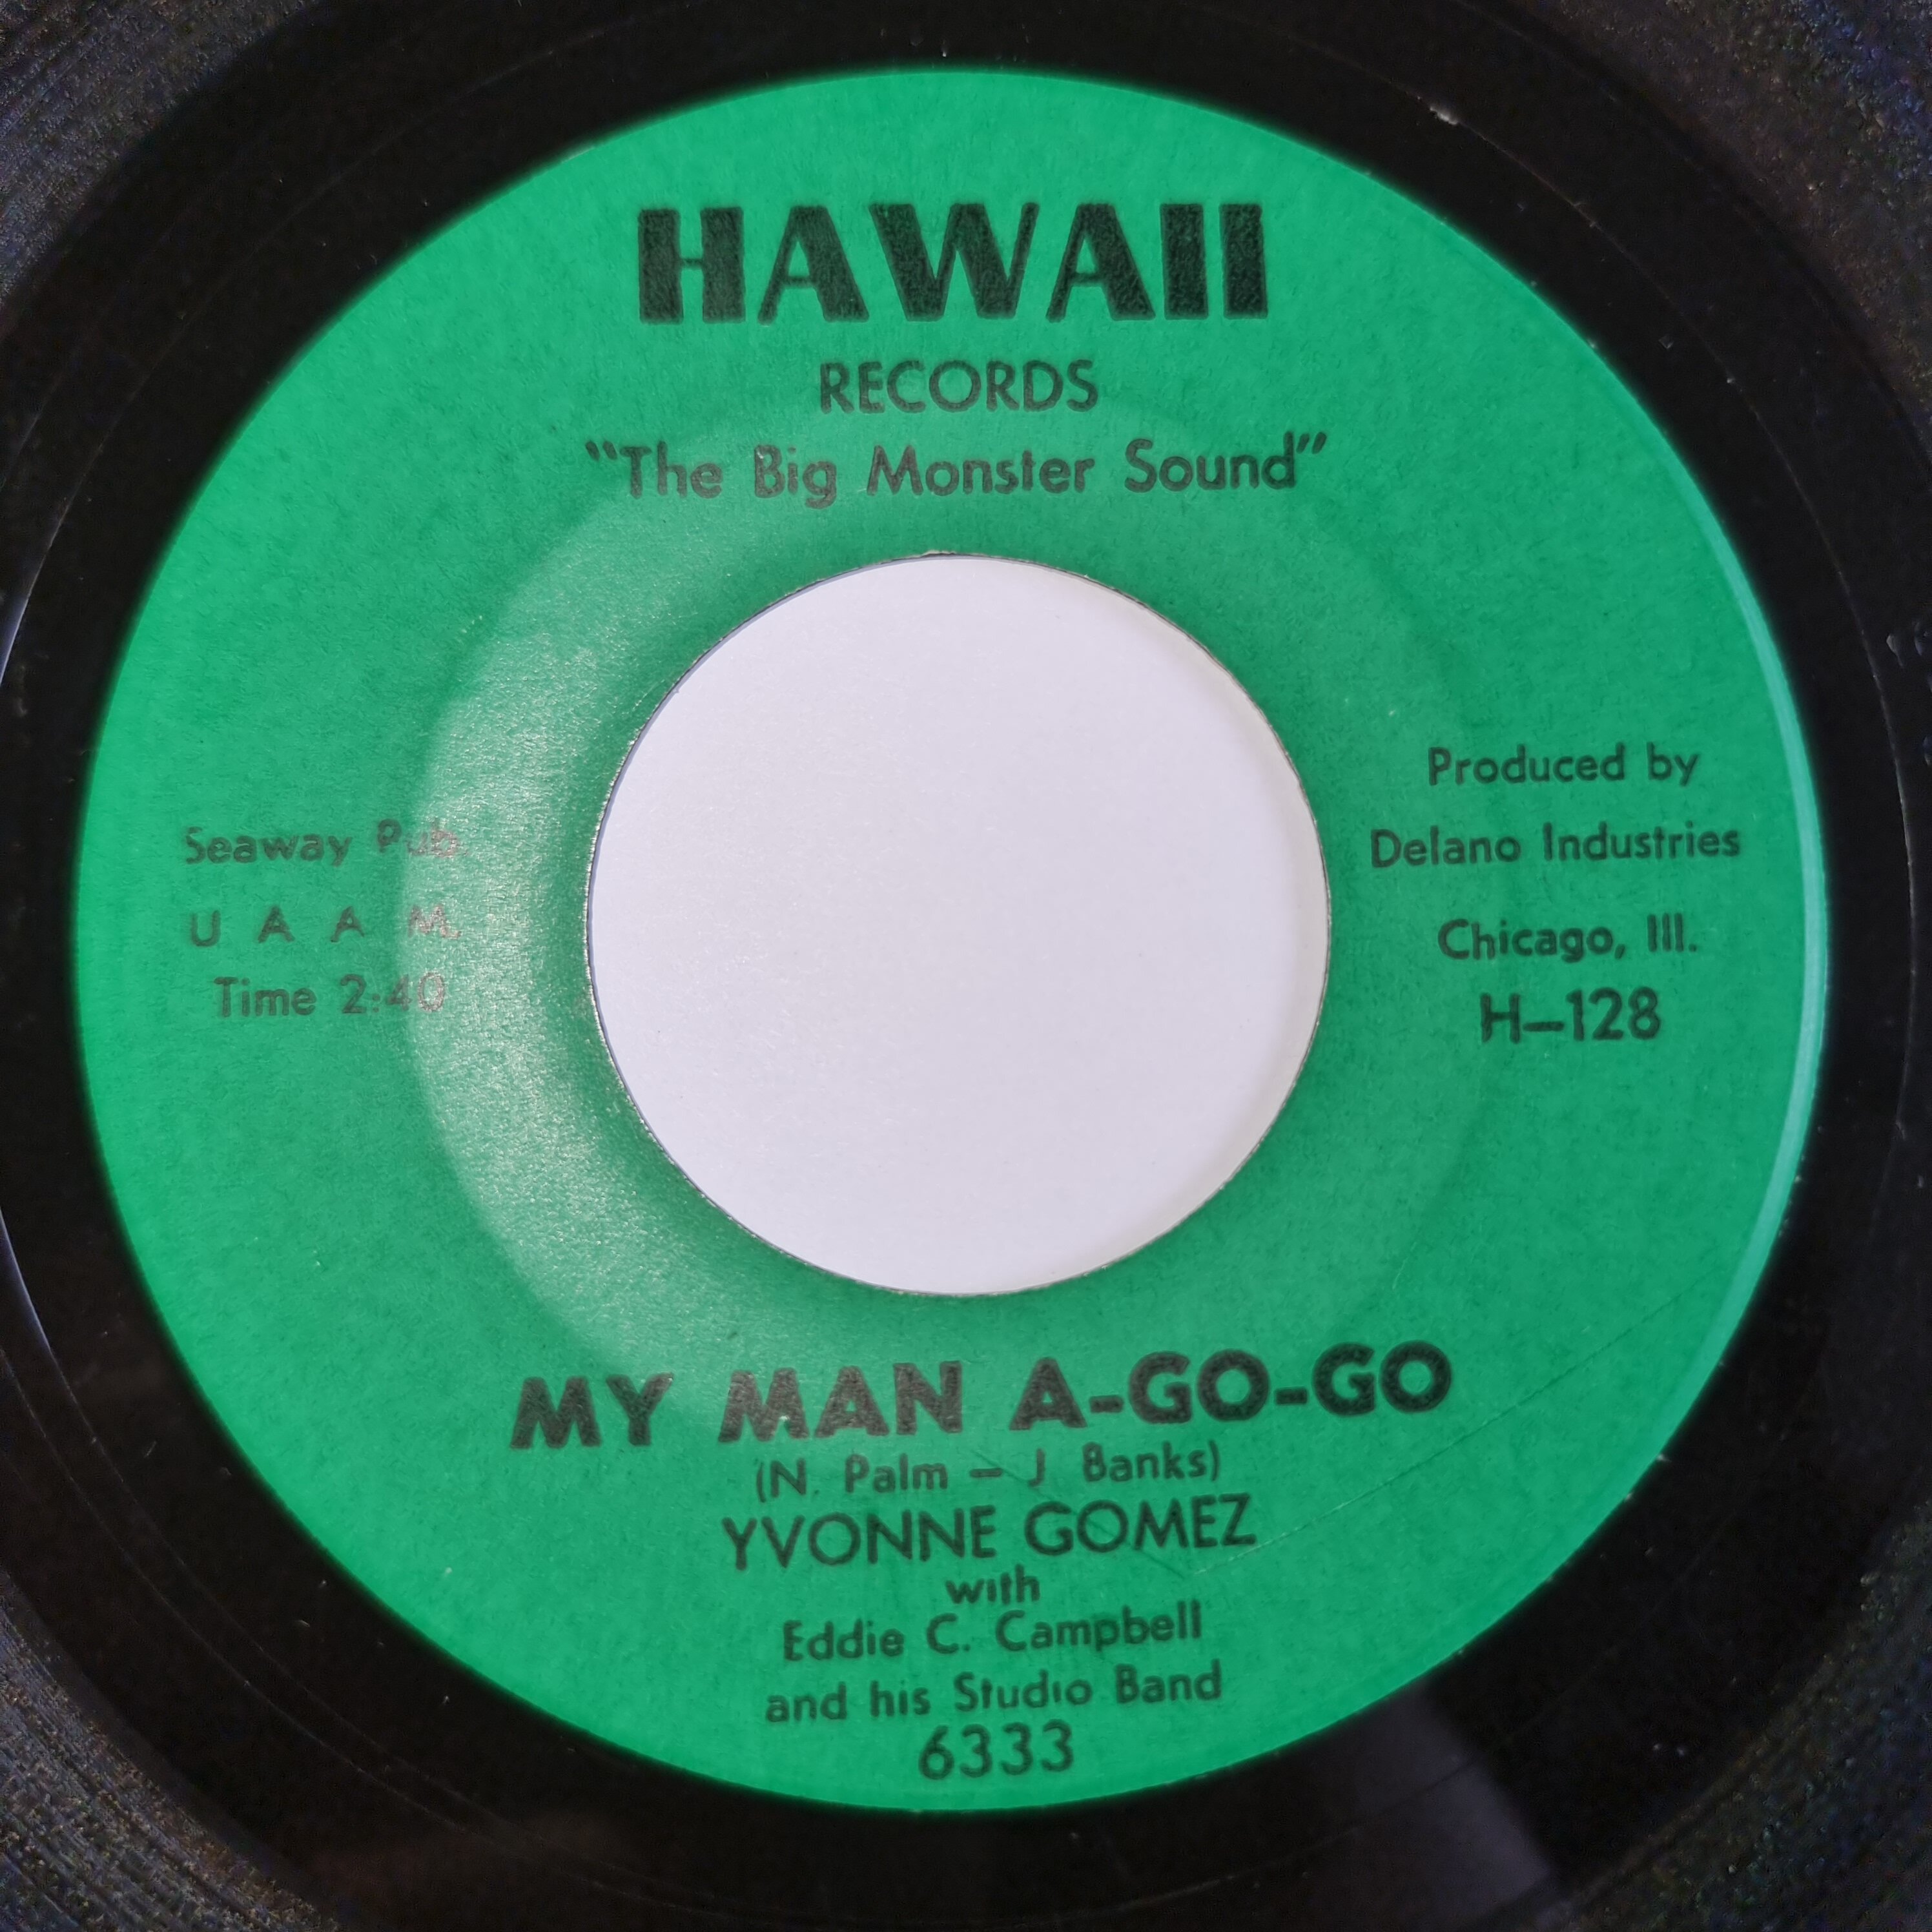 HAWAII
RECORDS
"The Big Monster Sound"
Seaway Pub.
U A A M.
Time 2:40
Produced by
Delano Industries
Chicago, Ill.
H-128
MY MAN A-GO-GO
(N. Palm - J Banks)
YVONNE GOMEZ
with
Eddie C. Campbell
and his Studio Band
6333